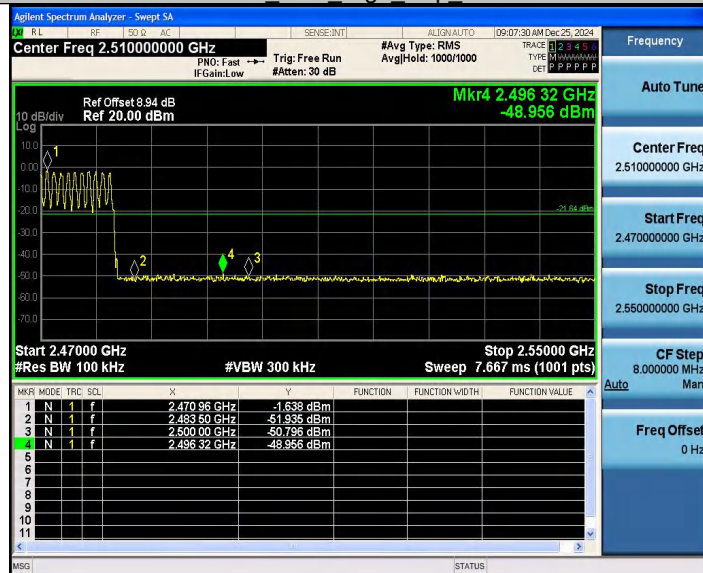 Agilent Spectrum Analyzer - Swept SA
RL RF 50 Ω AC SENSE:INT ALIGNAUTO 09:07:30 AM Dec 25, 2024
Center Freq 2.510000000 GHz
PNO: Fast
IFGain:Low
Trig: Free Run
#Atten: 30 dB
#Avg Type: RMS
Avg|Hold: 1000/1000
TRACE 1 2 3 4 5 6
TYPE M
DET P P P P P P
Frequency
Mkr4 2.496 32 GHz
-48.956 dBm
Ref Offset 8.94 dB
10 dB/div Ref 20.00 dBm
Log
10.0
0.00
-10.0
-20.0
-30.0
-40.0
-50.0
-60.0
-70.0
1
2
4
3
-21.64 dBm
Start 2.47000 GHz Stop 2.55000 GHz
#Res BW 100 kHz #VBW 300 kHz Sweep 7.667 ms (1001 pts)
MKR MODE TRC SCL X Y FUNCTION FUNCTION WIDTH FUNCTION VALUE
1 N 1 f 2.470 96 GHz -1.638 dBm
2 N 1 f 2.483 50 GHz -51.935 dBm
3 N 1 f 2.500 00 GHz -50.796 dBm
4 N 1 f 2.496 32 GHz -48.956 dBm
5
6
7
8
9
10
11
MSG STATUS
Auto Tune
Center Freq
2.510000000 GHz
Start Freq
2.470000000 GHz
Stop Freq
2.550000000 GHz
CF Step
8.000000 MHz
Auto Man
Freq Offset
0 Hz